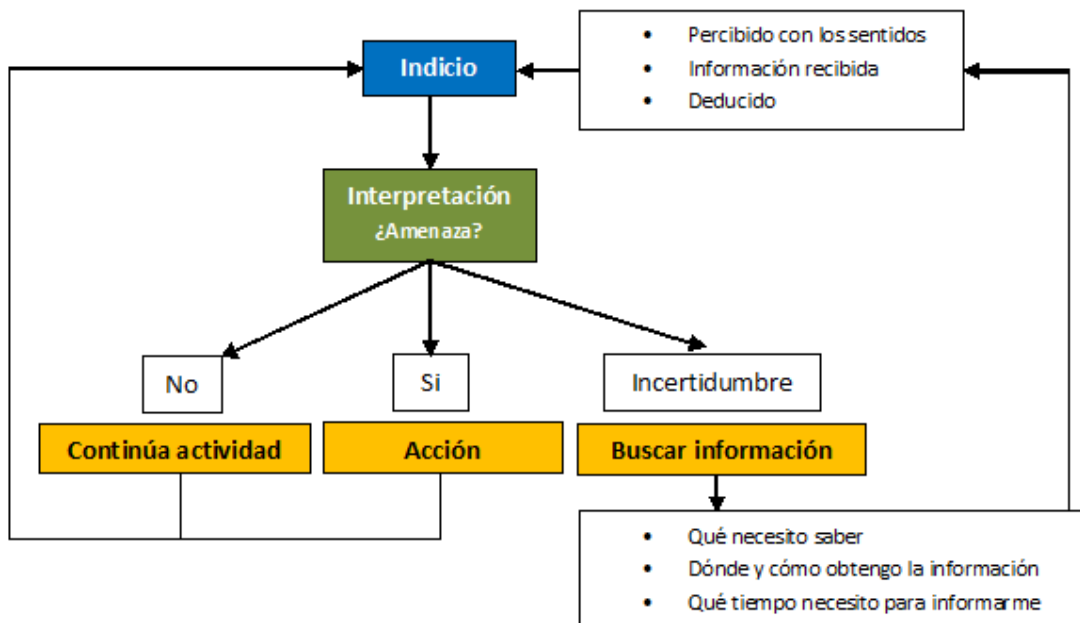 Indicio
Percibido con los sentidos
Información recibida
Deducido
Interpretación
¿Amenaza?
No
Si
Incertidumbre
Continúa actividad
Acción
Buscar información
Qué necesito saber
Dónde y cómo obtengo la información
Qué tiempo necesito para informarme